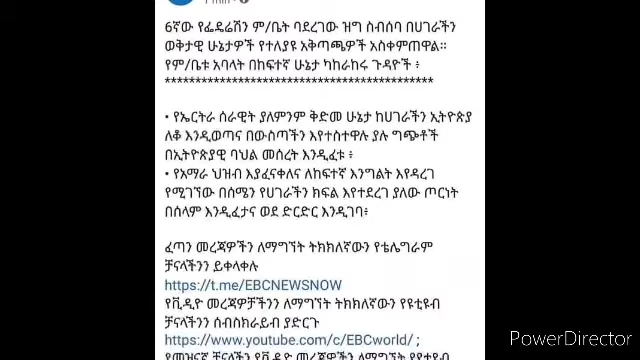 6ኛው የፌዴሬሽን ም/ቤት ባደረገው ዝግ ስብሰባ በሀገራችን
ወቅታዊ ሁኔታዎች የተለያዩ አቅጣጫዎች አስቀምጠዋል።
የም/ቤቱ አባላት በከፍተኛ ሁኔታ ካከራከሩ ጉዳዮች ፥
***********************************************
• የኤርትራ ሰራዊት ያለምንም ቅድመ ሁኔታ ከሀገራችን ኢትዮጵያ
ለቆ እንዲወጣና በውስጣችን እየተስተዋሉ ያሉ ግጭቶች
በኢትዮጵያዊ ባህል መሰረት እንዲፈቱ ፥
• የአማራ ህዝብ እያፈናቀለና ለከፍተኛ እንግልት እየዳረገ
የሚገኘው በሰሜን የሀገራችን ክፍል እየተደረገ ያለው ጦርነት
በሰላም እንዲፈታና ወደ ድርድር እንዲገባ፥
ፈጣን መረጃዎችን ለማግኘት ትክክለኛውን የቴሌግራም
ቻናላችንን ይቀላቀሉ
https://t.me/EBCNEWSNOW
የቪዲዮ መረጃዎቻችንን ለማግኘት ትክክለኛውን የዩቲዩብ
ቻናላችንን ሰብስክራይብ ያድርጉ
https://www.youtube.com/c/EBCworld/ ;
PowerDirector